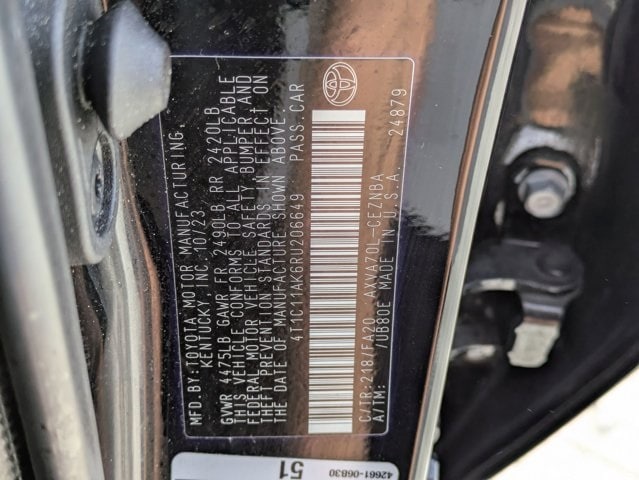 MFD.BY:TOYOTA MOTOR MANUFACTURING,
KENTUCKY, INC. 10/23
GVWR 4475LB GAWR FR 2490LB RR 2420LB
THIS VEHICLE CONFORMS TO ALL APPLICABLE
FEDERAL MOTOR VEHICLE SAFETY BUMPER,AND
THEFT PREVENTION STANDARDS IN EFFECT ON
THE DATE OF MANUFACTURE SHOWN ABOVE.
4T1C11AK6RU206649 PASS.CAR
C/TR:218/FA20 AXVA70L-CEZNBA
A/TM: -/UB80E MADE IN U.S.A. 24879
42661-06B30
51